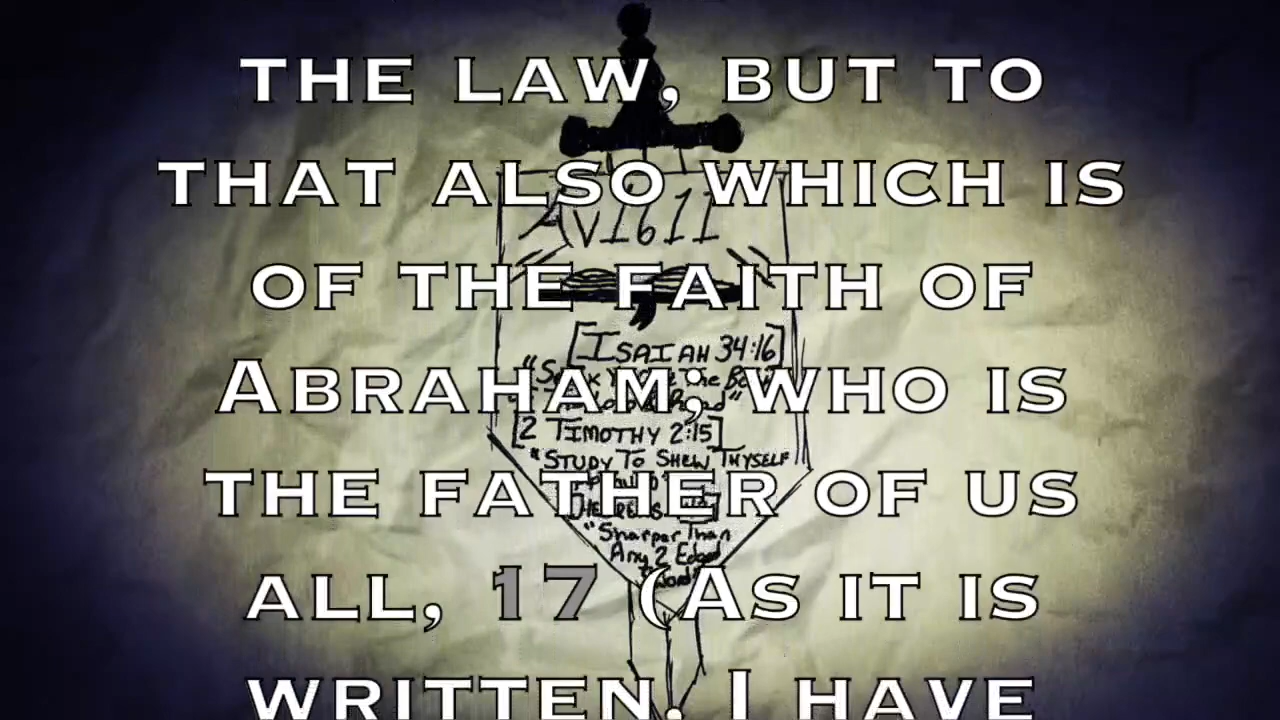 THE LAW, BUT TO
THAT ALSO WHICH IS
AV1611
OF THE FAITH OF
[ISAIAH 34:16]
ABRAHAM; WHO IS
[2 TIMOTHY 2:15]
"STUDY TO SHEW THYSELF
THE FATHER OF US
"Sharper Than
Any 2 Edged
ALL, 17 (AS IT IS
WRITTEN, I HAVE